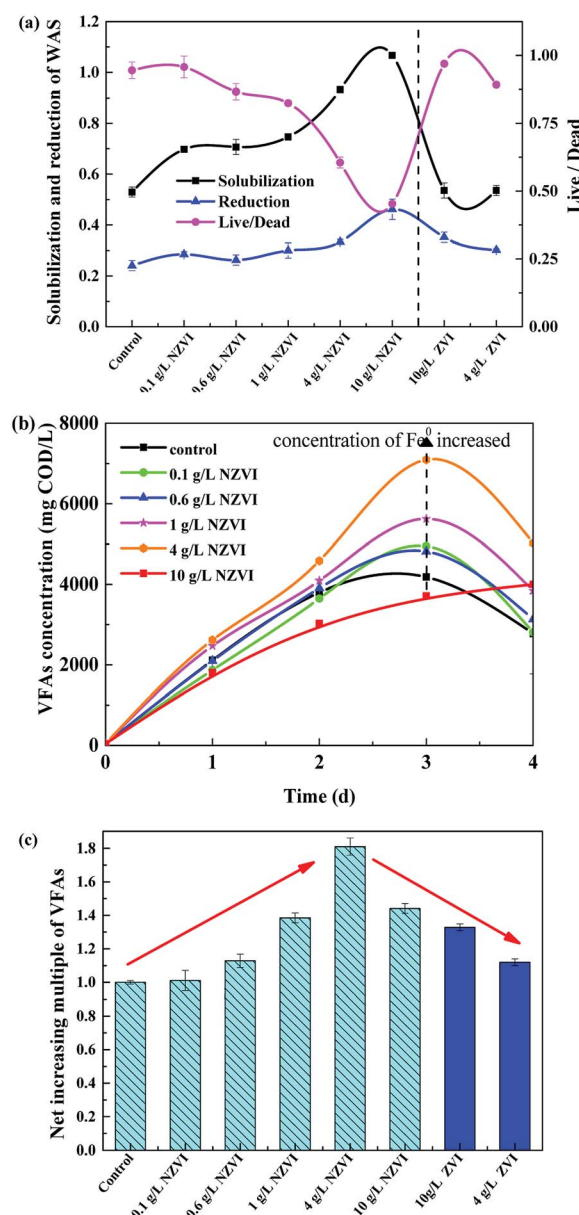 (a)
Solubilization and reduction of WAS
1.2
1.0
0.8
0.6
0.4
0.2
0.0
1.00
0.75
0.50
0.25
0.00
Live / Dead
Solubilization
Reduction
Live/Dead
Control
0.1 g/L NZVI
0.6 g/L NZVI
1 g/L NZVI
4 g/L NZVI
10 g/L NZVI
10g/L ZVI
4 g/L ZVI
(b)
VFAs concentration (mg COD/L)
8000
6000
4000
2000
0
concentration of Fe0 increased
control
0.1 g/L NZVI
0.6 g/L NZVI
1 g/L NZVI
4 g/L NZVI
10 g/L NZVI
0 1 2 3 4
Time (d)
(c)
Net increasing multiple of VFAs
1.8
1.6
1.4
1.2
1.0
0.8
0.6
0.4
0.2
0.0
Control
0.1 g/L NZVI
0.6 g/L NZVI
1 g/L NZVI
4 g/L NZVI
10 g/L NZVI
10g/L ZVI
4 g/L ZVI